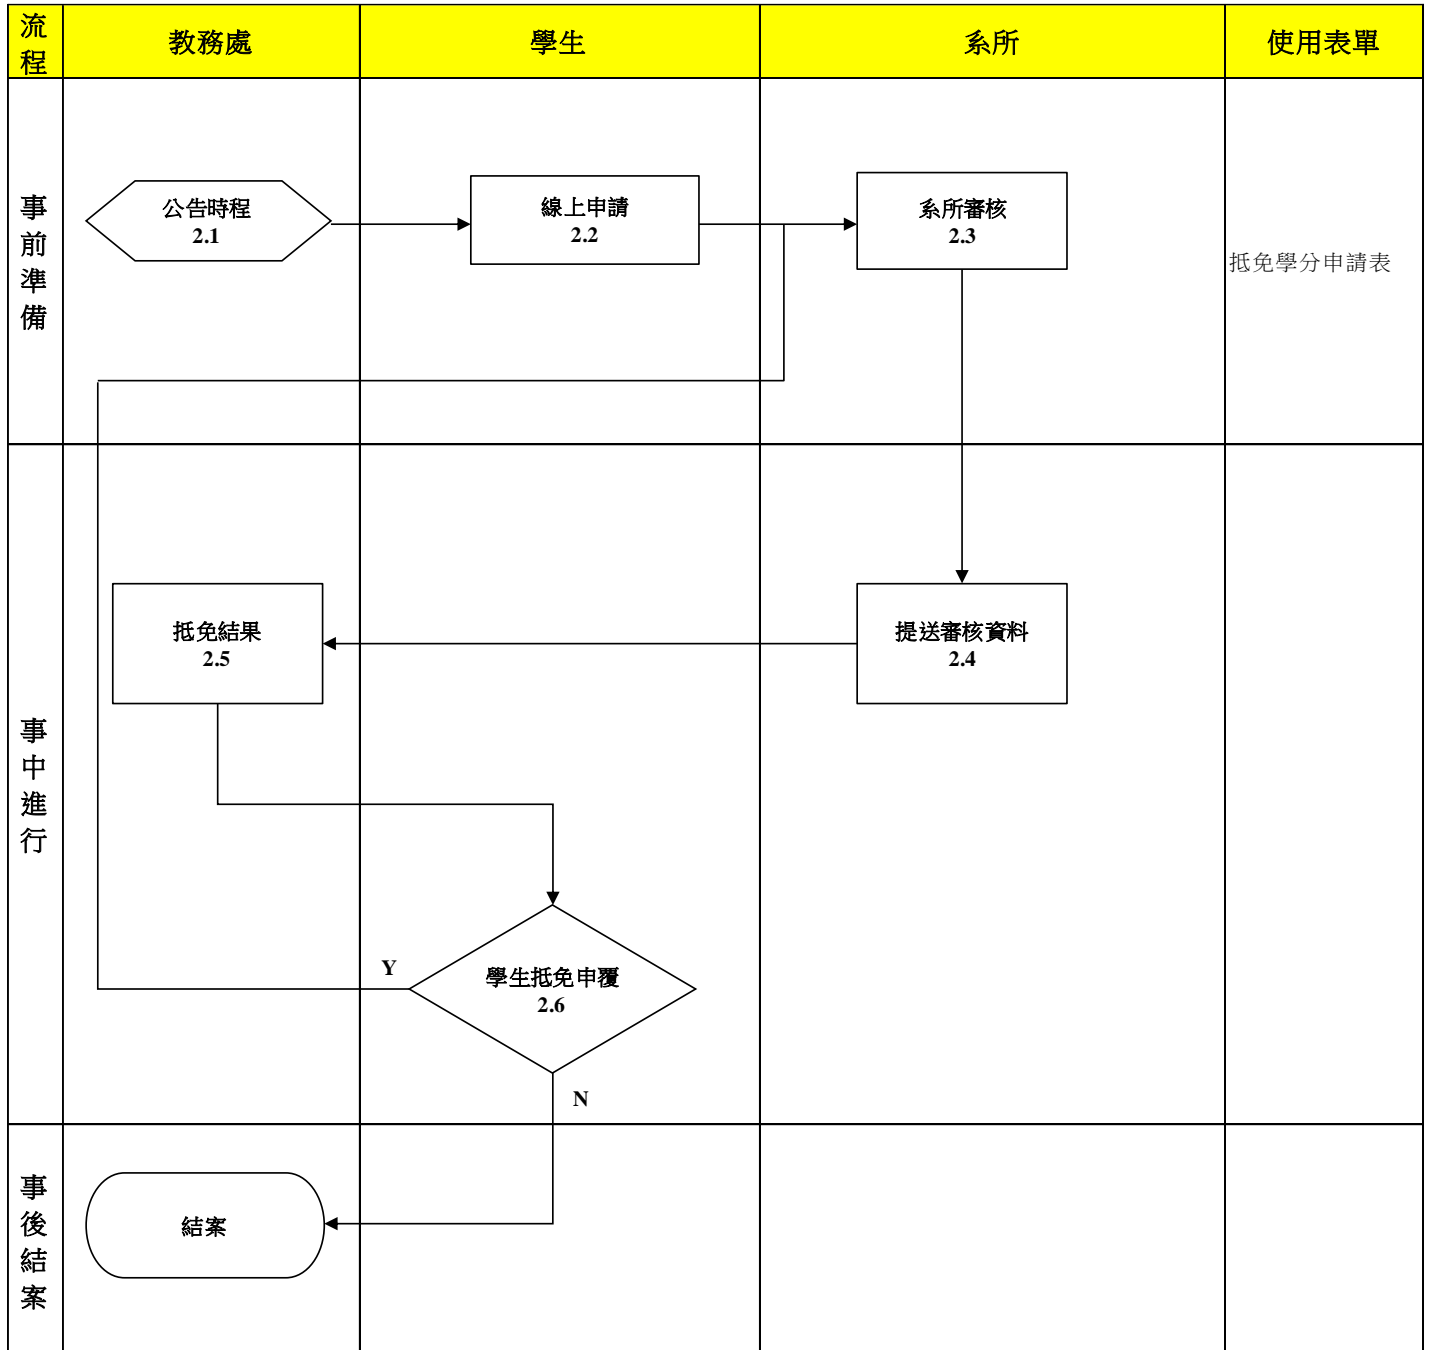 流
程
教務處
學生
系所
使用表單
事
前
準
備
公告時程
2.1
線上申請
2.2
系所審核
2.3
抵免學分申請表
事
中
進
行
抵免結果
2.5
提送審核資料
2.4
Y
學生抵免申覆
2.6
N
事
後
結
案
結案